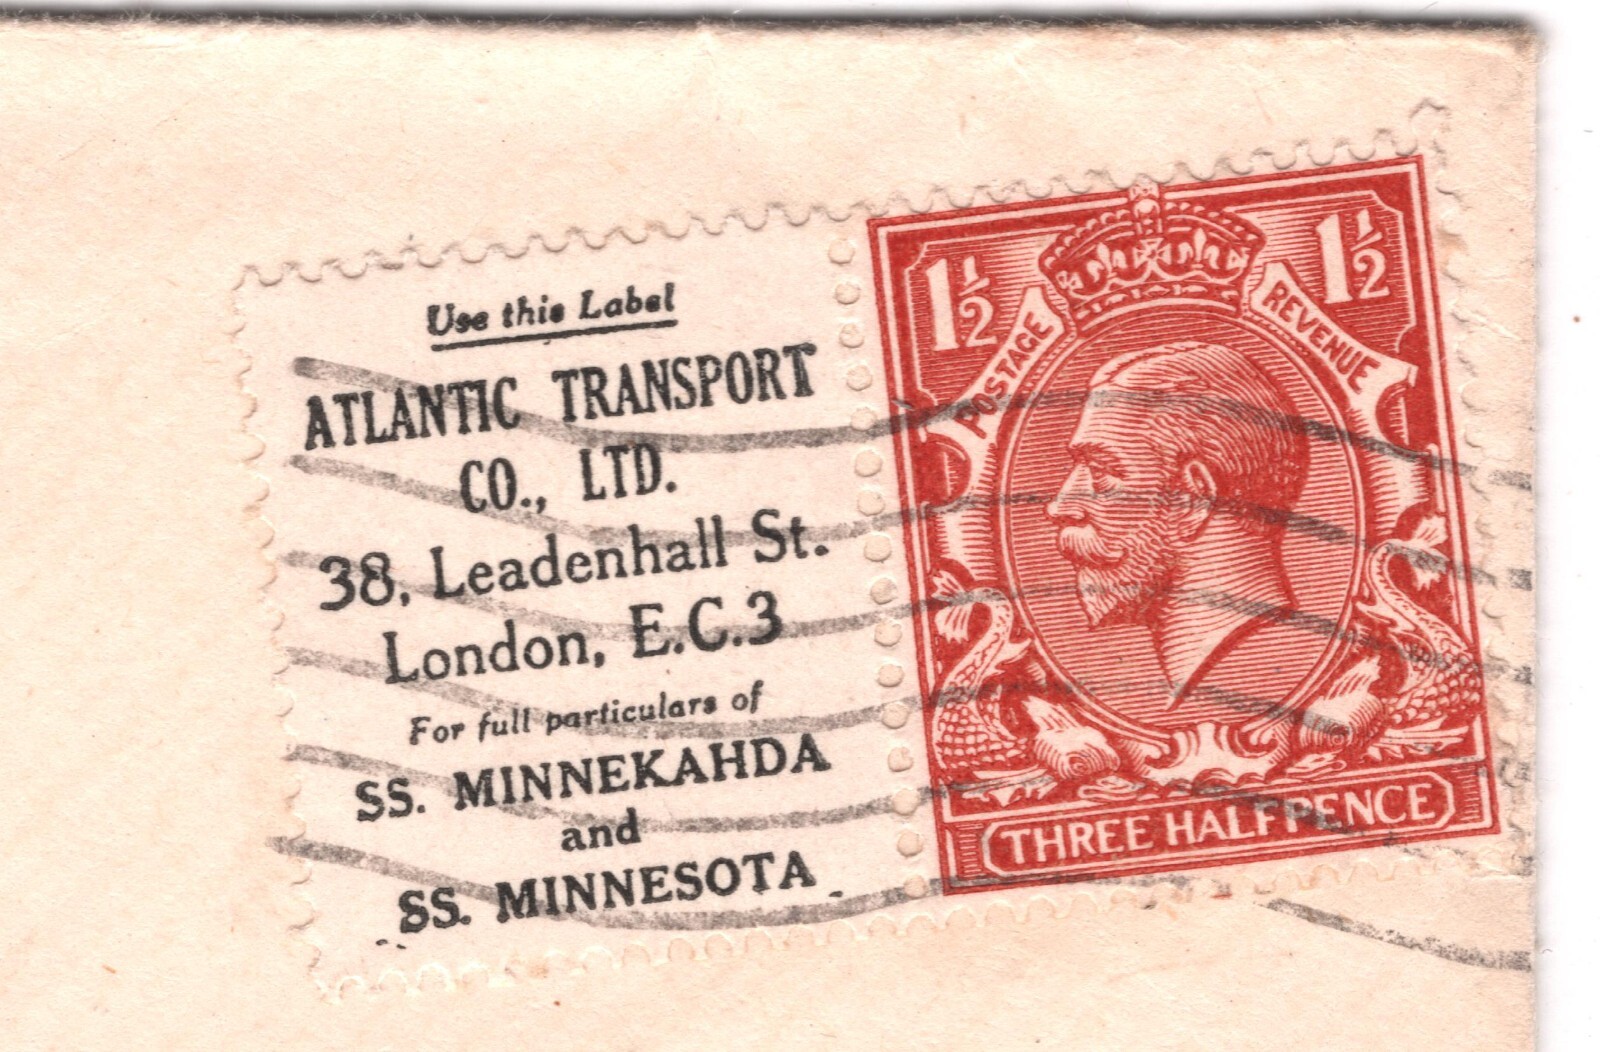 Use this Label
ATLANTIC TRANSPORT
CO., LTD.
38, Leadenhall St.
London, E.C.3
For full particulars of
SS. MINNEKAHDA
and
SS. MINNESOTA
1½ 1½
POSTAGE REVENUE
THREE HALFPENCE